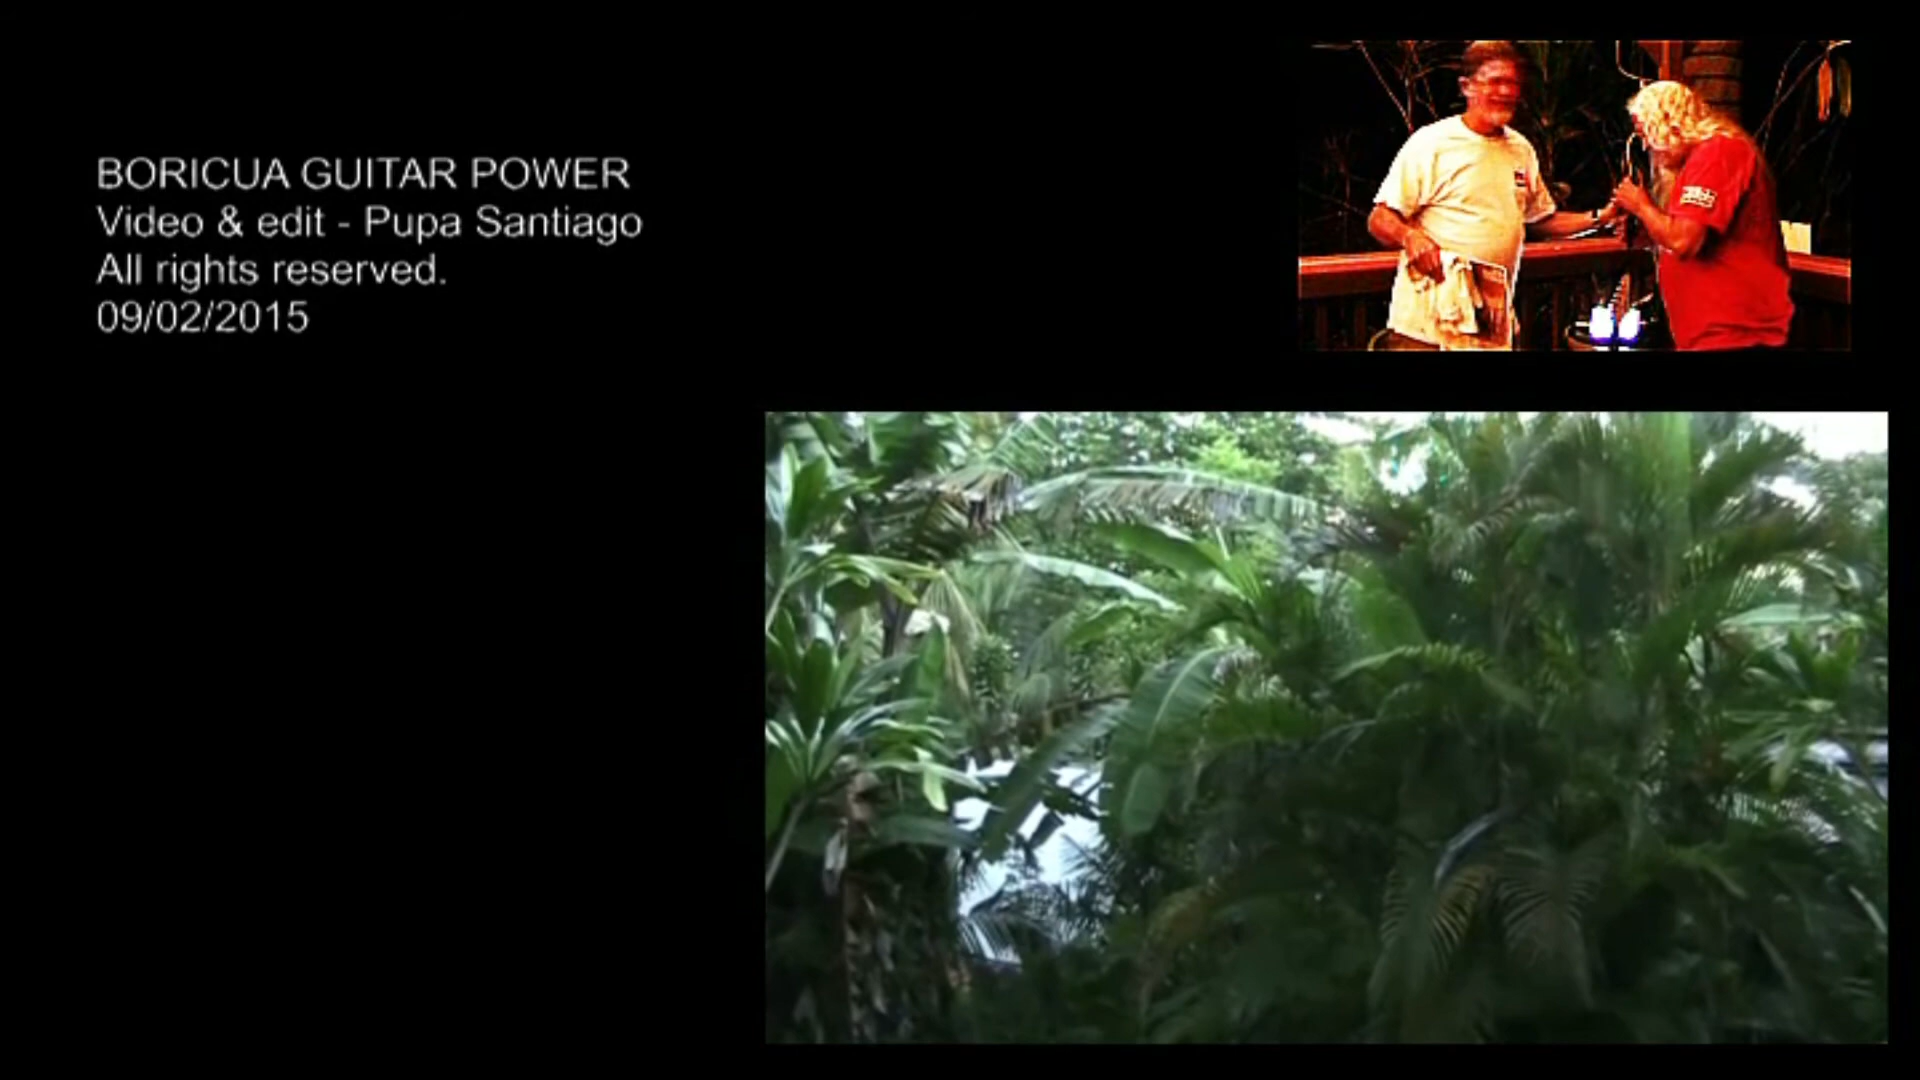 BORICUA GUITAR POWER
Video & edit - Pupa Santiago
All rights reserved.
09/02/2015